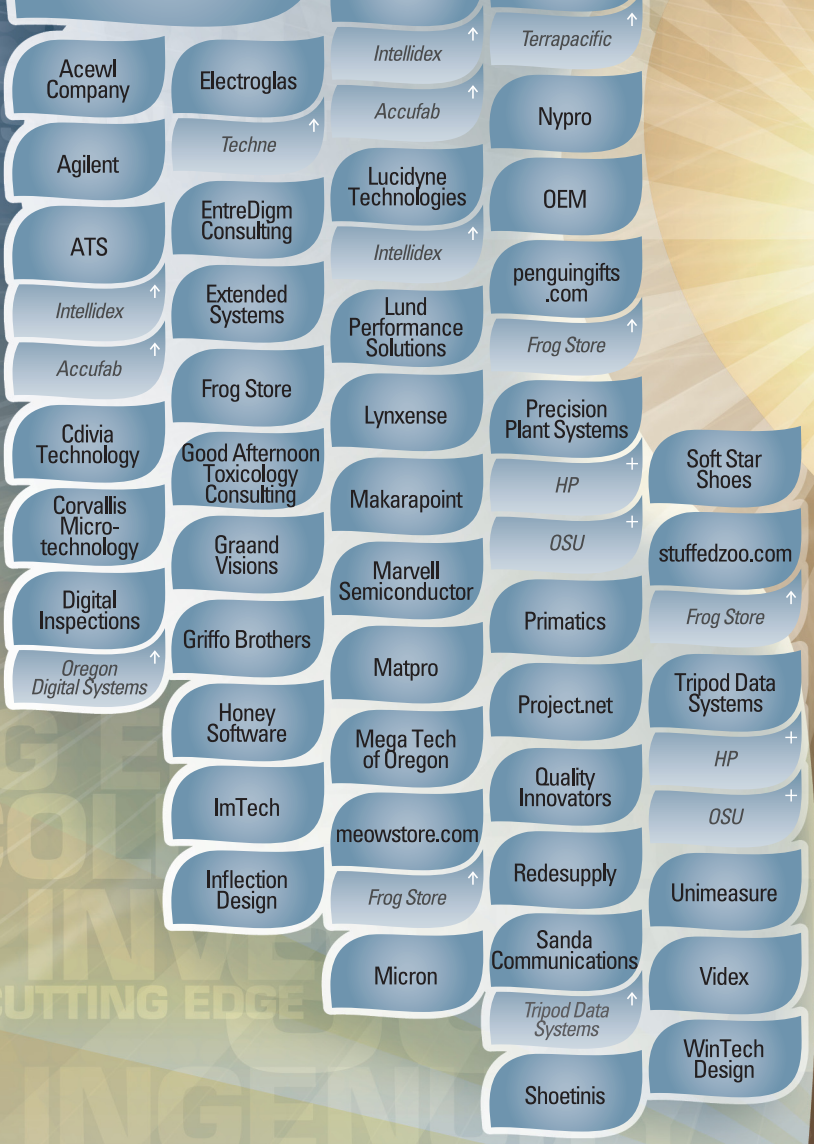 Acewl
Company
Agilent
ATS
Intellidex ↑
Accufab ↑
Cdivia
Technology
Corvallis
Micro-
technology
Digital
Inspections
Oregon ↑
Digital Systems
Electroglas
Techne ↑
EntreDigm
Consulting
Extended
Systems
Frog Store
Good Afternoon
Toxicology
Consulting
Graand
Visions
Griffo Brothers
Honey
Software
ImTech
Inflection
Design
Intellidex ↑
Accufab ↑
Lucidyne
Technologies
Intellidex ↑
Lund
Performance
Solutions
Lynxense
Makarapoint
Marvell
Semiconductor
Matpro
Mega Tech
of Oregon
meowstore.com
Frog Store ↑
Micron
Terrapacific ↑
Nypro
OEM
penguingifts
.com
Frog Store ↑
Precision
Plant Systems
HP +
OSU +
Primatics
Project.net
Quality
Innovators
Redesupply
Sanda
Communications
Tripod Data ↑
Systems
Shoetinis
Soft Star
Shoes
stuffedzoo.com
Frog Store ↑
Tripod Data
Systems
HP +
OSU +
Unimeasure
Videx
WinTech
Design
CUTTING EDGE